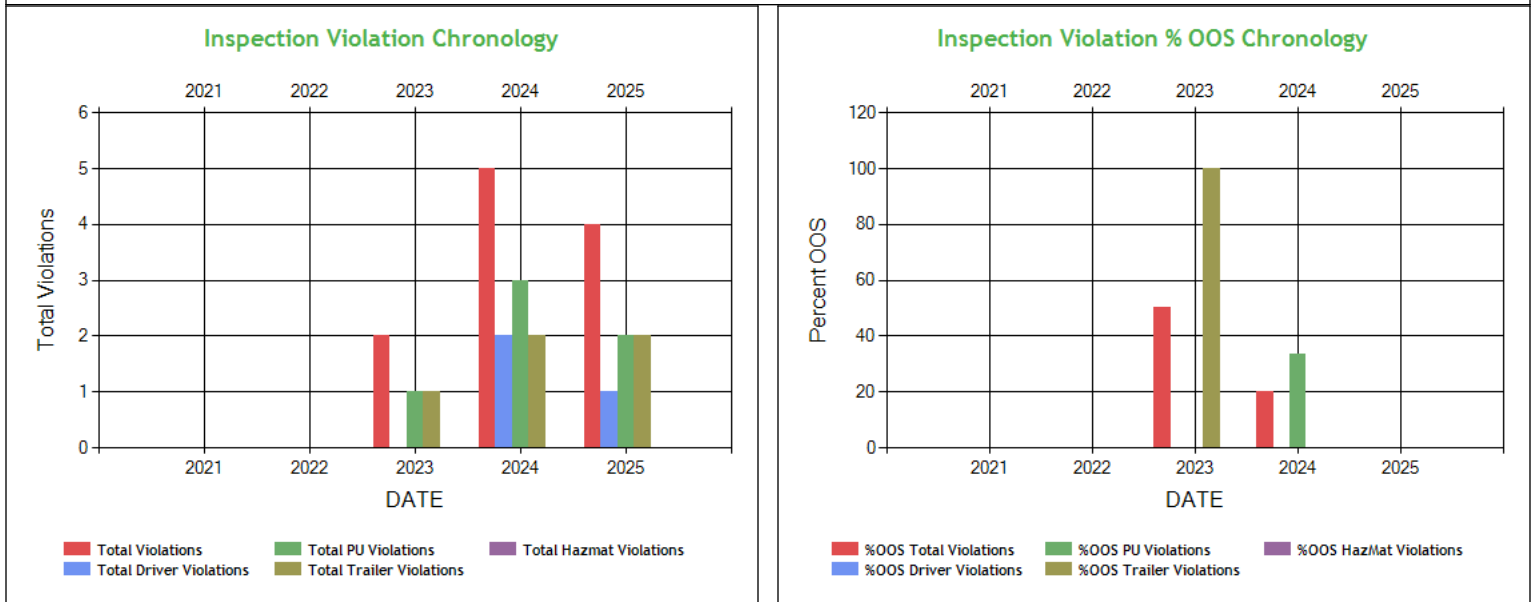 Inspection Violation Chronology
2021 2022 2023 2024 2025
6
5
4
3
2
1
0
Total Violations
2021 2022 2023 2024 2025
DATE
Total Violations Total PU Violations Total Hazmat Violations
Total Driver Violations Total Trailer Violations
Inspection Violation % OOS Chronology
2021 2022 2023 2024 2025
120
100
80
60
40
20
0
Percent OOS
2021 2022 2023 2024 2025
DATE
%OOS Total Violations %OOS PU Violations %OOS HazMat Violations
%OOS Driver Violations %OOS Trailer Violations